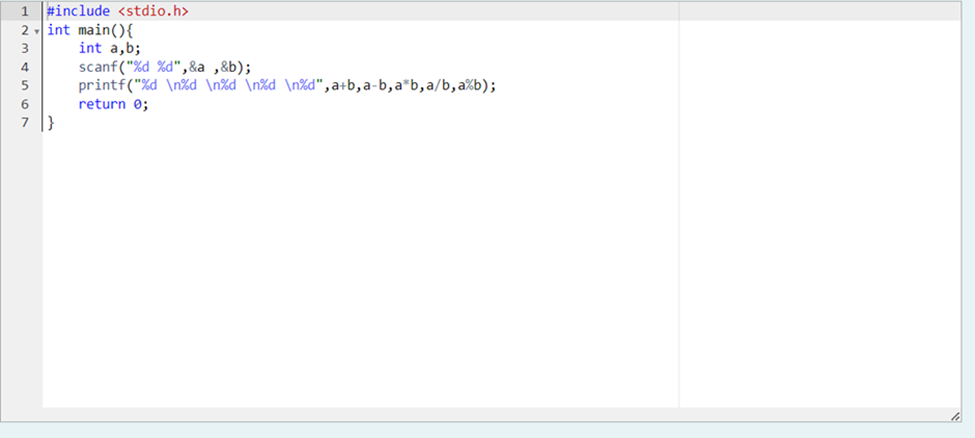 1 #include <stdio.h>
2 int main(){
3 int a,b;
4 scanf("%d %d",&a ,&b);
5 printf("%d \n%d \n%d \n%d \n%d",a+b,a-b,a*b,a/b,a%b);
6 return 0;
7 }